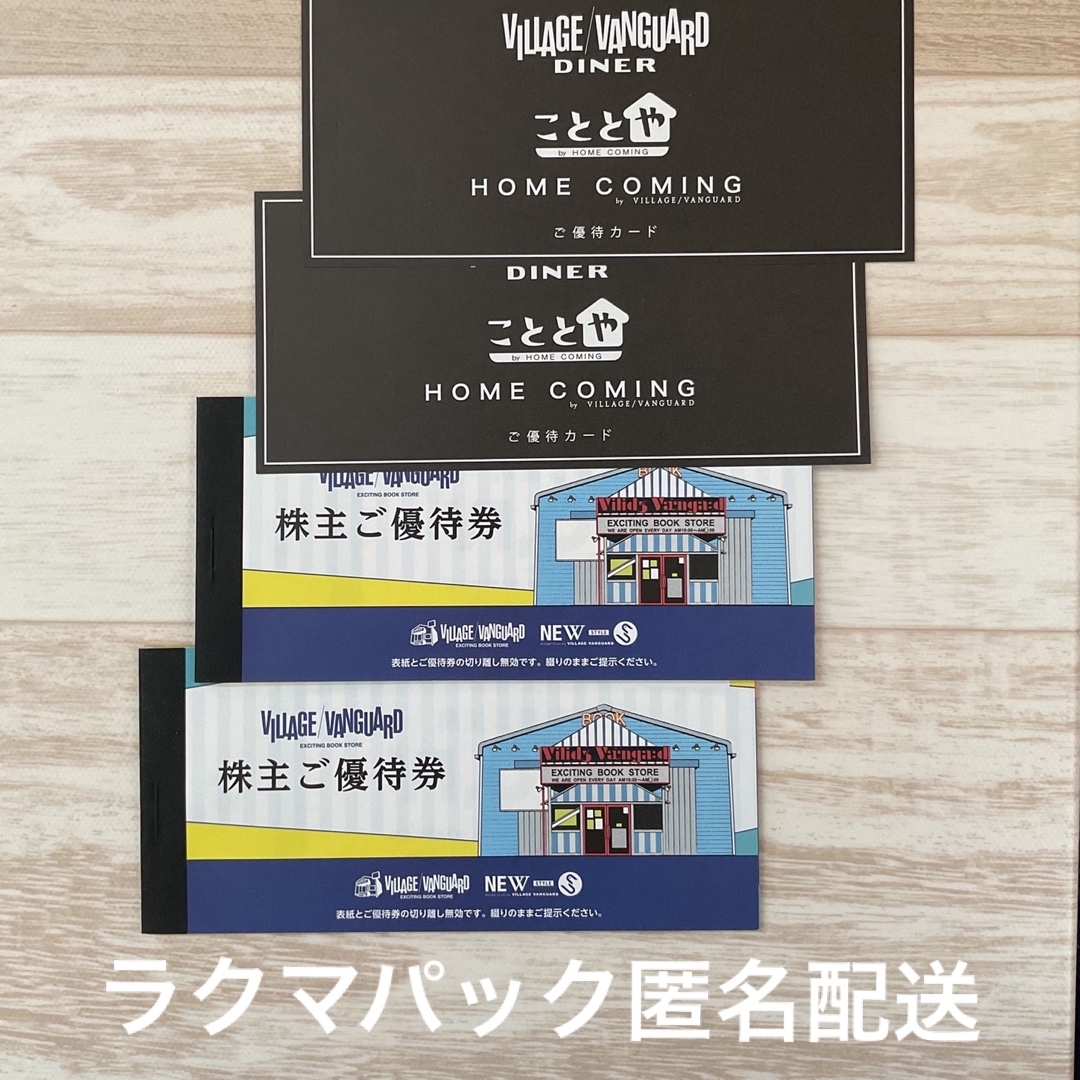 VILLAGE/VANGUARD
DINER
こととや
by HOME COMING
HOME COMING
by VILLAGE/VANGUARD
ご優待カード
DINER
こととや
by HOME COMING
HOME COMING
by VILLAGE/VANGUARD
ご優待カード
VILLAGE/VANGUARD
EXCITING BOOK STORE
株主ご優待券
BOOK
EXCITING BOOK STORE
VILLAGE/VANGUARD
EXCITING BOOK STORE
NEW STYLE
表紙とご優待券の切り離し無効です。綴りのままご提示ください。
VILLAGE/VANGUARD
EXCITING BOOK STORE
株主ご優待券
BOOK
EXCITING BOOK STORE
VILLAGE/VANGUARD
EXCITING BOOK STORE
NEW STYLE
表紙とご優待券の切り離し無効です。綴りのままご提示ください。
ラクマパック匿名配送